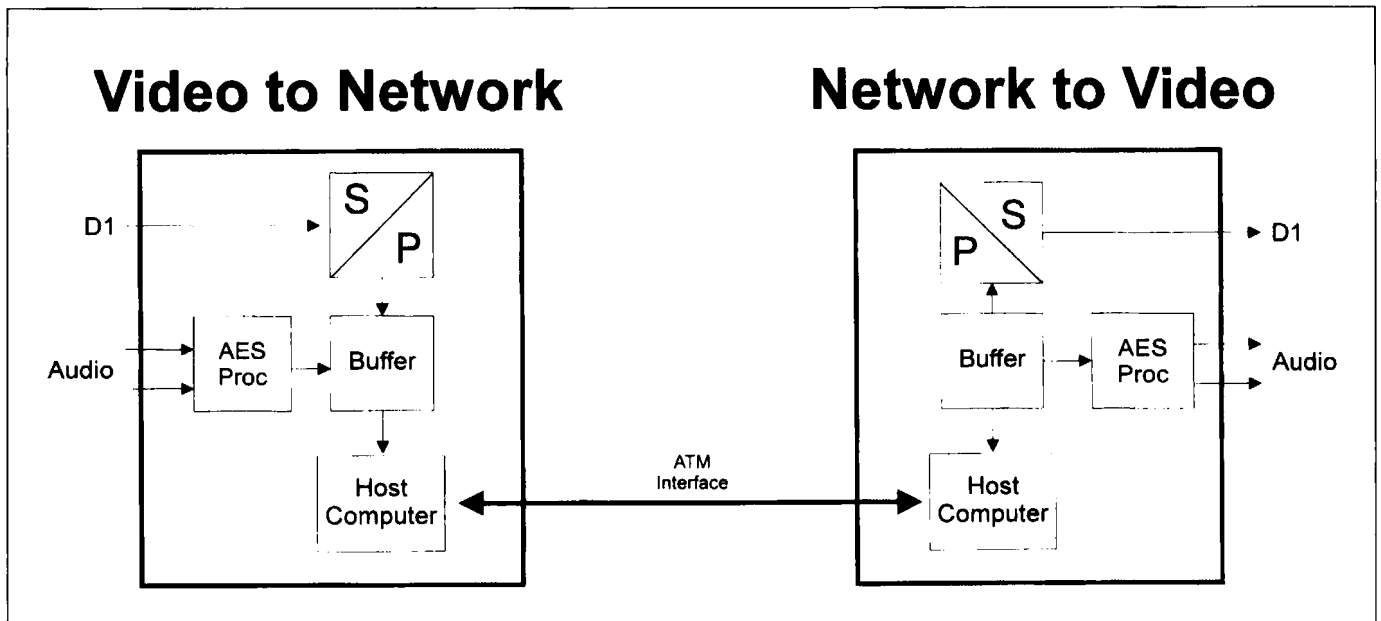 Video to Network
Network to Video
D1
S
P
Audio
AES
Proc
Buffer
Host
Computer
ATM
Interface
P
S
D1
Buffer
AES
Proc
Audio
Host
Computer